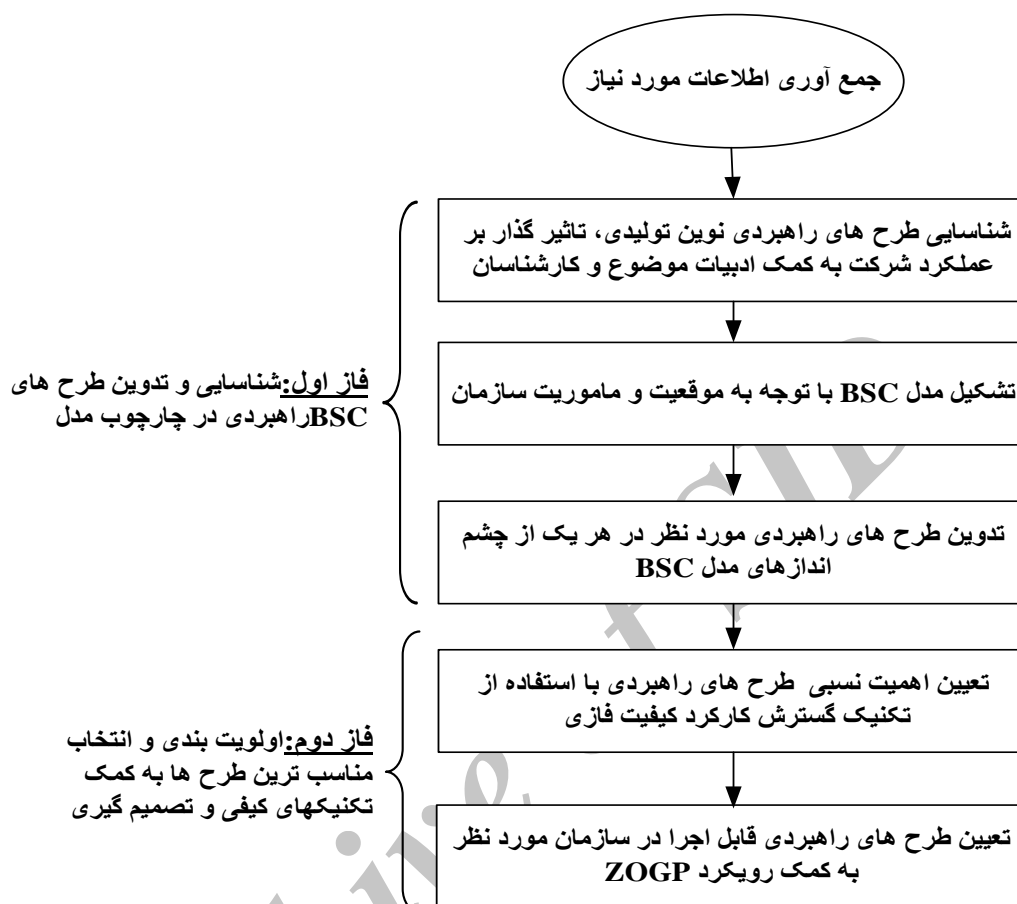 جمع آوری اطلاعات مورد نیاز
شناسایی طرح های راهبردی نوین تولیدی، تاثیر گذار بر
عملکرد شرکت به کمک ادبیات موضوع و کارشناسان
تشکیل مدل BSC با توجه به موقعیت و ماموریت سازمان
تدوین طرح های راهبردی مورد نظر در هر یک از چشم
اندازهای مدل BSC
فاز اول:شناسایی و تدوین طرح های
راهبردی در چارچوب مدلBSC
تعیین اهمیت نسبی طرح های راهبردی با استفاده از
تکنیک گسترش کارکرد کیفیت فازی
تعیین طرح های راهبردی قابل اجرا در سازمان مورد نظر
به کمک رویکرد ZOGP
فاز دوم:اولویت بندی و انتخاب
مناسب ترین طرح ها به کمک
تکنیکهای کیفی و تصمیم گیری